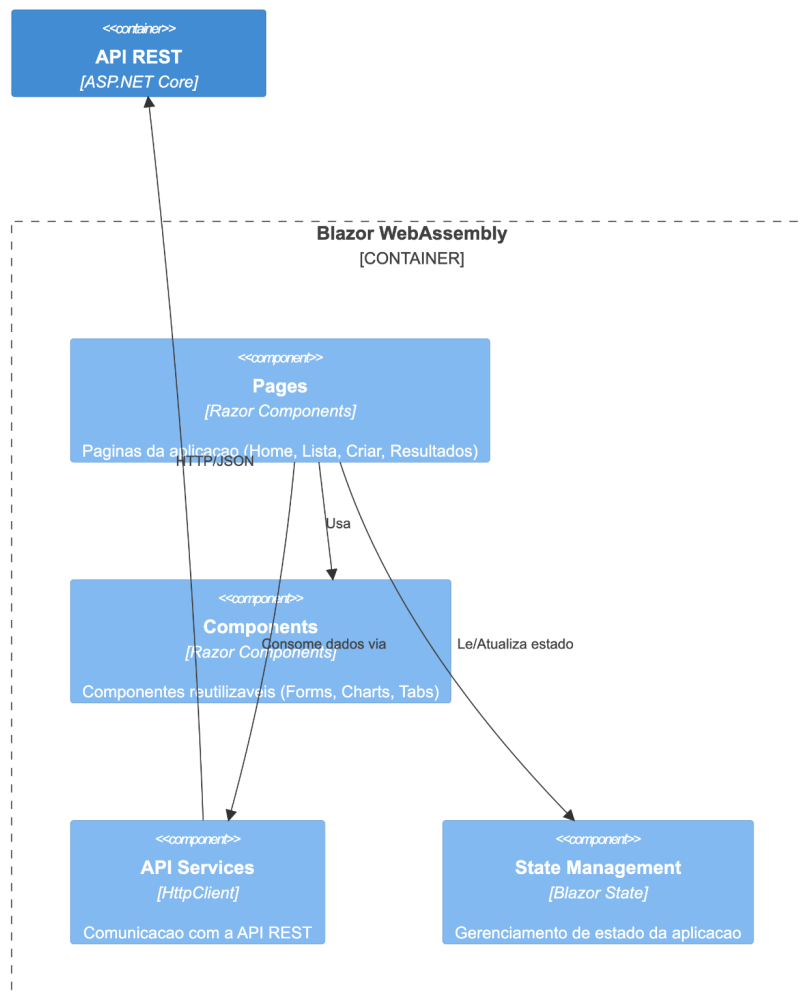 <<container>>
API REST
[ASP.NET Core]
Blazor WebAssembly
[CONTAINER]
<<component>>
Pages
[Razor Components]
Paginas da aplicacao (Home, Lista, Criar, Resultados)
HTTP/JSON
Usa
<<component>>
Components
[Razor Components]
Consome dados via
Le/Atualiza estado
Componentes reutilizaveis (Forms, Charts, Tabs)
<<component>>
API Services
[HttpClient]
Comunicacao com a API REST
<<component>>
State Management
[Blazor State]
Gerenciamento de estado da aplicacao